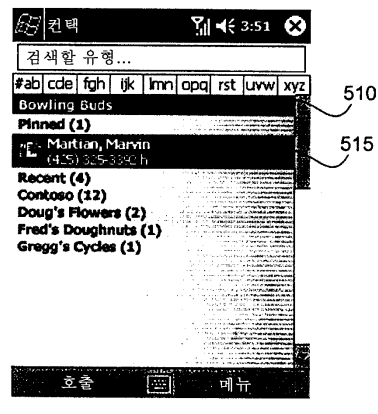 컨택 3:51
검색할 유형...
#ab cde fgh ijk lmn opq rst uvw xyz
Bowling Buds
510
Pinned (1)
Martian, Marvin
515
(425) 325-3392 h
Recent (4)
Contoso (12)
Doug's Flowers (2)
Fred's Doughnuts (1)
Gregg's Cycles (1)
호출 메뉴